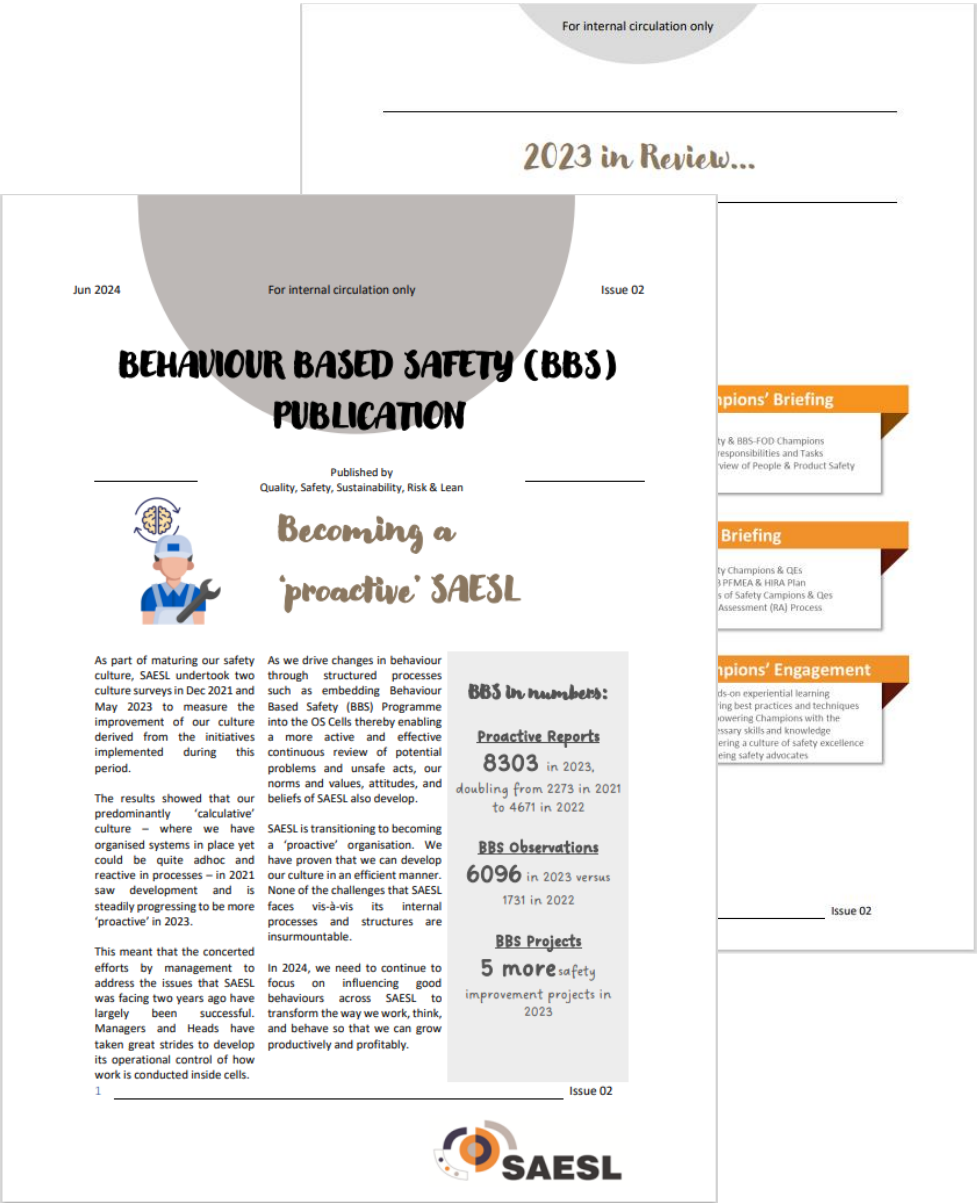 For internal circulation only
2023 in Review...
Jun 2024
For internal circulation only
Issue 02
BEHAVIOUR BASED SAFETY (BBS)
PUBLICATION
Published by
Quality, Safety, Sustainability, Risk & Lean
Becoming a
'proactive' SAESL
As part of maturing our safety
culture, SAESL undertook two
culture surveys in Dec 2021 and
May 2023 to measure the
improvement of our culture
derived from the initiatives
implemented during this
period.
The results showed that our
predominantly ‘calculative’
culture – where we have
organised systems in place yet
could be quite adhoc and
reactive in processes – in 2021
saw development and is
steadily progressing to be more
‘proactive’ in 2023.
This meant that the concerted
efforts by management to
address the issues that SAESL
was facing two years ago have
largely been successful.
Managers and Heads have
taken great strides to develop
its operational control of how
work is conducted inside cells.
As we drive changes in behaviour
through structured processes
such as embedding Behaviour
Based Safety (BBS) Programme
into the OS Cells thereby enabling
a more active and effective
continuous review of potential
problems and unsafe acts, our
norms and values, attitudes, and
beliefs of SAESL also develop.
SAESL is transitioning to becoming
a ‘proactive’ organisation. We
have proven that we can develop
our culture in an efficient manner.
None of the challenges that SAESL
faces vis-à-vis its internal
processes and structures are
insurmountable.
In 2024, we need to continue to
focus on influencing good
behaviours across SAESL to
transform the way we work, think,
and behave so that we can grow
productively and profitably.
BBS in numbers:
Proactive Reports
8303 in 2023,
doubling from 2273 in 2021
to 4671 in 2022
BBS Observations
6096 in 2023 versus
1731 in 2022
BBS Projects
5 more safety
improvement projects in
2023
1
Issue 02
SAESL
Briefing
& BBS-FOD Champions
responsibilities and Tasks
of People & Product Safety
Briefing
Champions & QEs
PFMEA & HIRA Plan
of Safety Campions & Qes
Assessment (RA) Process
Engagement
experiential learning
best practices and techniques
Champions with the
skills and knowledge
a culture of safety excellence
safety advocates
Issue 02